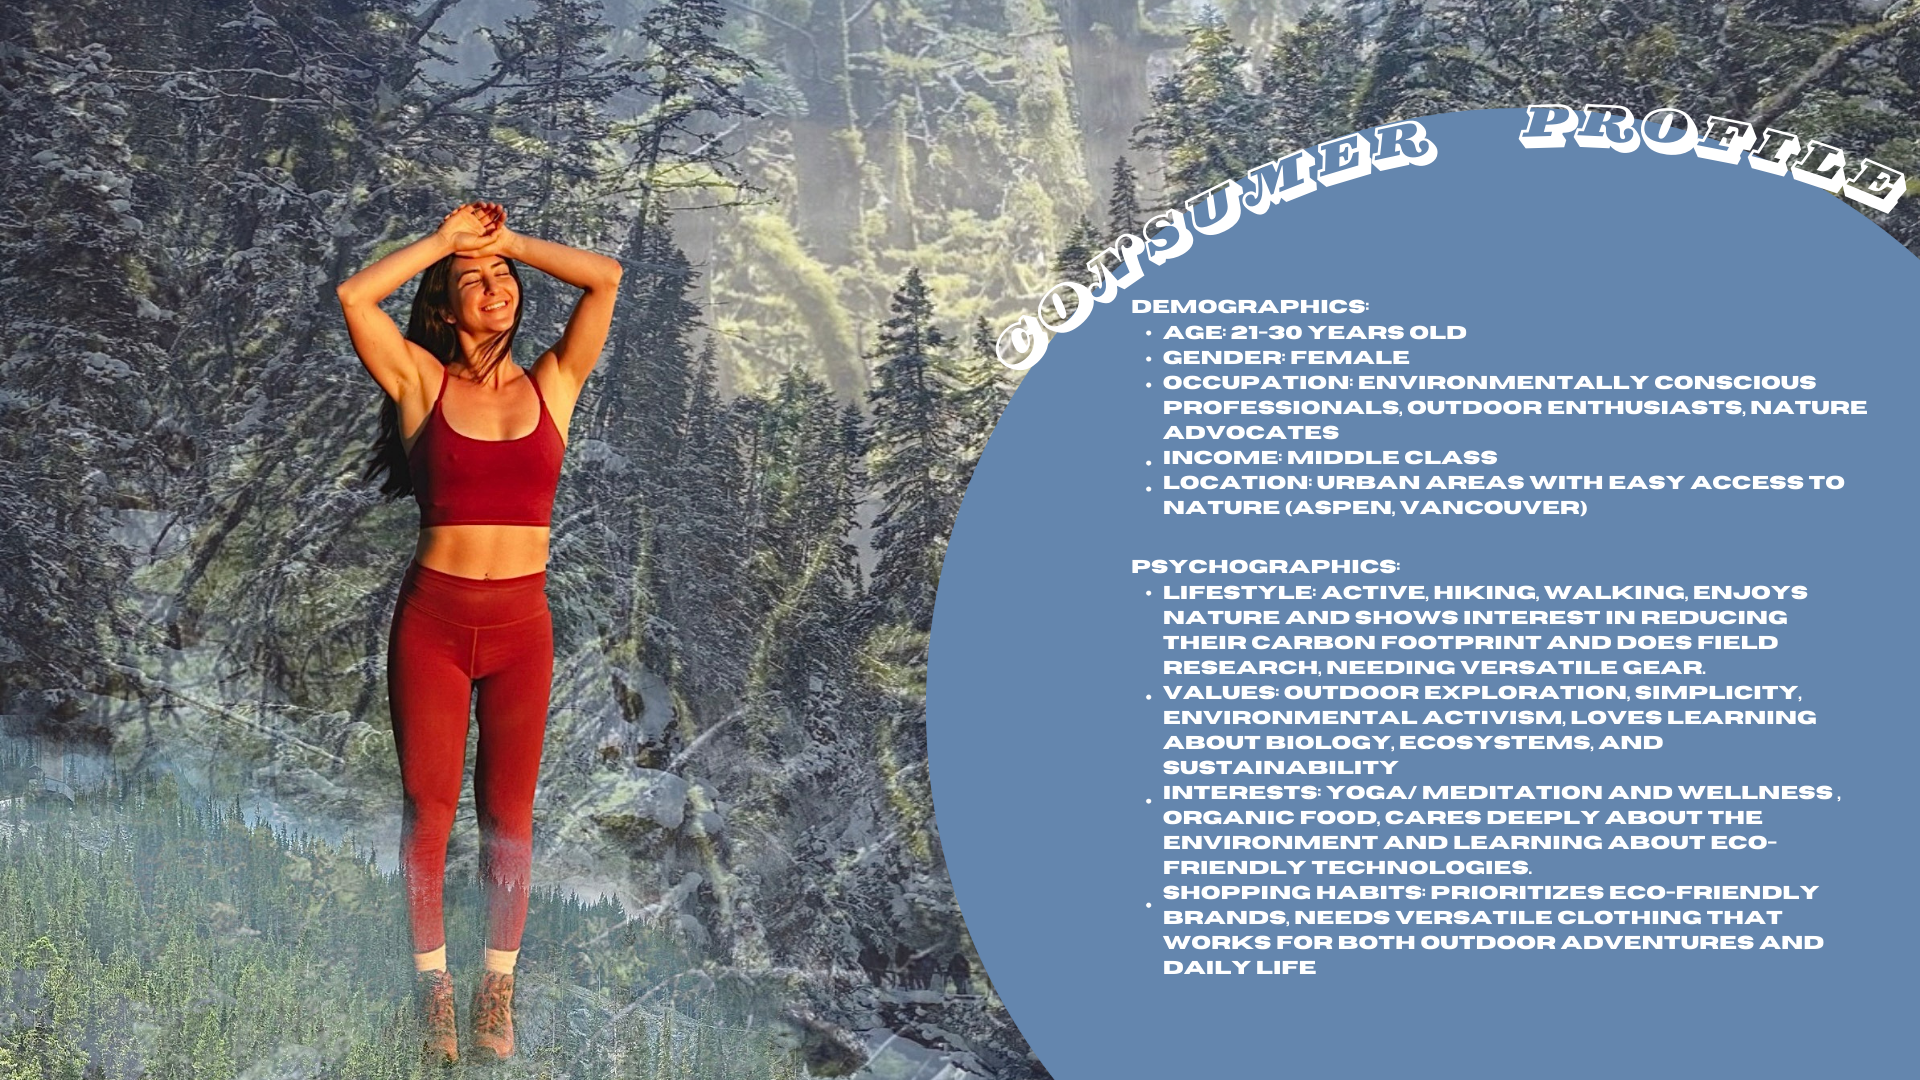 CONSUMER PROFILE
DEMOGRAPHICS:
• AGE: 21-30 YEARS OLD
• GENDER: FEMALE
• OCCUPATION: ENVIRONMENTALLY CONSCIOUS
PROFESSIONALS, OUTDOOR ENTHUSIASTS, NATURE
ADVOCATES
• INCOME: MIDDLE CLASS
• LOCATION: URBAN AREAS WITH EASY ACCESS TO
NATURE (ASPEN, VANCOUVER)
PSYCHOGRAPHICS:
• LIFESTYLE: ACTIVE, HIKING, WALKING, ENJOYS
NATURE AND SHOWS INTEREST IN REDUCING
THEIR CARBON FOOTPRINT AND DOES FIELD
RESEARCH, NEEDING VERSATILE GEAR.
• VALUES: OUTDOOR EXPLORATION, SIMPLICITY,
ENVIRONMENTAL ACTIVISM, LOVES LEARNING
ABOUT BIOLOGY, ECOSYSTEMS, AND
SUSTAINABILITY
• INTERESTS: YOGA/ MEDITATION AND WELLNESS ,
ORGANIC FOOD, CARES DEEPLY ABOUT THE
ENVIRONMENT AND LEARNING ABOUT ECO-
FRIENDLY TECHNOLOGIES.
• SHOPPING HABITS: PRIORITIZES ECO-FRIENDLY
BRANDS, NEEDS VERSATILE CLOTHING THAT
WORKS FOR BOTH OUTDOOR ADVENTURES AND
DAILY LIFE